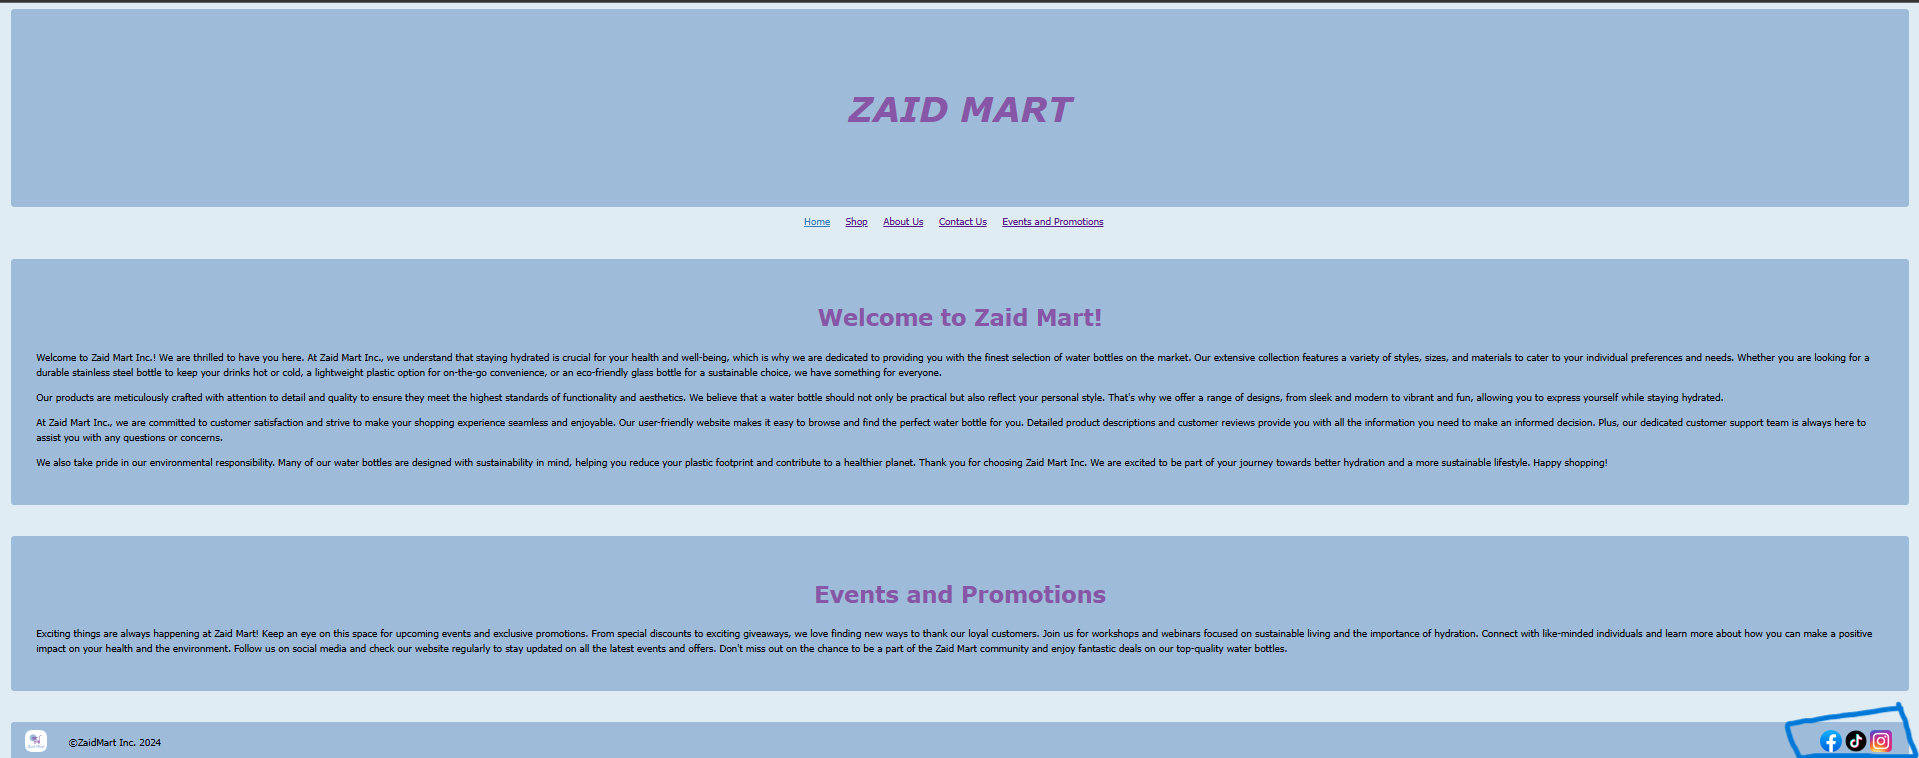 ZAID MART
Home Shop About Us Contact Us Events and Promotions
Welcome to Zaid Mart!
Welcome to Zaid Mart Inc.! We are thrilled to have you here. At Zaid Mart Inc., we understand that staying hydrated is crucial for your health and well-being, which is why we are dedicated to providing you with the finest selection of water bottles on the market. Our extensive collection features a variety of styles, sizes, and materials to cater to your individual preferences and needs. Whether you are looking for a
durable stainless steel bottle to keep your drinks hot or cold, a lightweight plastic option for on-the-go convenience, or an eco-friendly glass bottle for a sustainable choice, we have something for everyone.
Our products are meticulously crafted with attention to detail and quality to ensure they meet the highest standards of functionality and aesthetics. We believe that a water bottle should not only be practical but also reflect your personal style. That's why we offer a range of designs, from sleek and modern to vibrant and fun, allowing you to express yourself while staying hydrated.
At Zaid Mart Inc., we are committed to customer satisfaction and strive to make your shopping experience seamless and enjoyable. Our user-friendly website makes it easy to browse and find the perfect water bottle for you. Detailed product descriptions and customer reviews provide you with all the information you need to make an informed decision. Plus, our dedicated customer support team is always here to
assist you with any questions or concerns.
We also take pride in our environmental responsibility. Many of our water bottles are designed with sustainability in mind, helping you reduce your plastic footprint and contribute to a healthier planet. Thank you for choosing Zaid Mart Inc. We are excited to be part of your journey towards better hydration and a more sustainable lifestyle. Happy shopping!
Events and Promotions
Exciting things are always happening at Zaid Mart! Keep an eye on this space for upcoming events and exclusive promotions. From special discounts to exciting giveaways, we love finding new ways to thank our loyal customers. Join us for workshops and webinars focused on sustainable living and the importance of hydration. Connect with like-minded individuals and learn more about how you can make a positive
impact on your health and the environment. Follow us on social media and check our website regularly to stay updated on all the latest events and offers. Don't miss out on the chance to be a part of the Zaid Mart community and enjoy fantastic deals on our top-quality water bottles.
©ZaidMart Inc. 2024